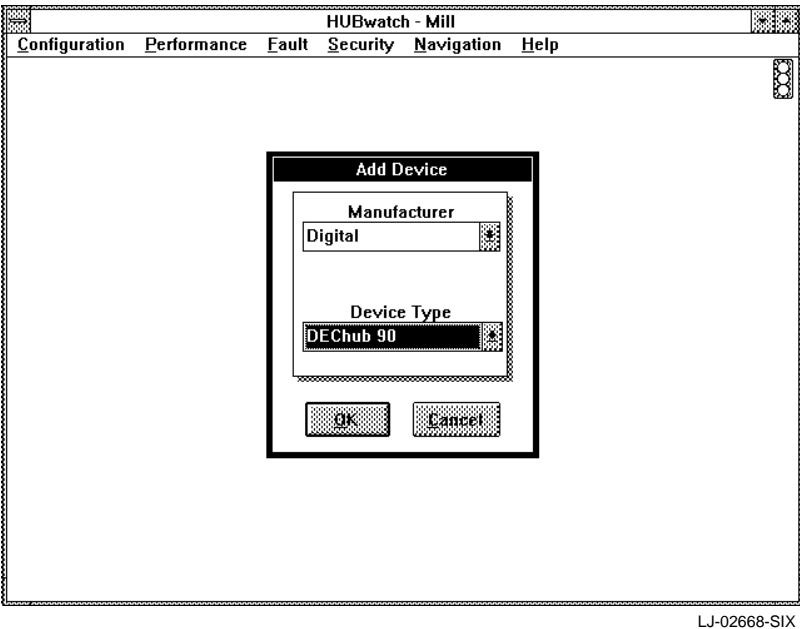 HUBwatch - Mill
Configuration Performance Fault Security Navigation Help
Add Device
Manufacturer
Digital
Device Type
DEChub 90
OK Cancel
LJ-02668-SIX